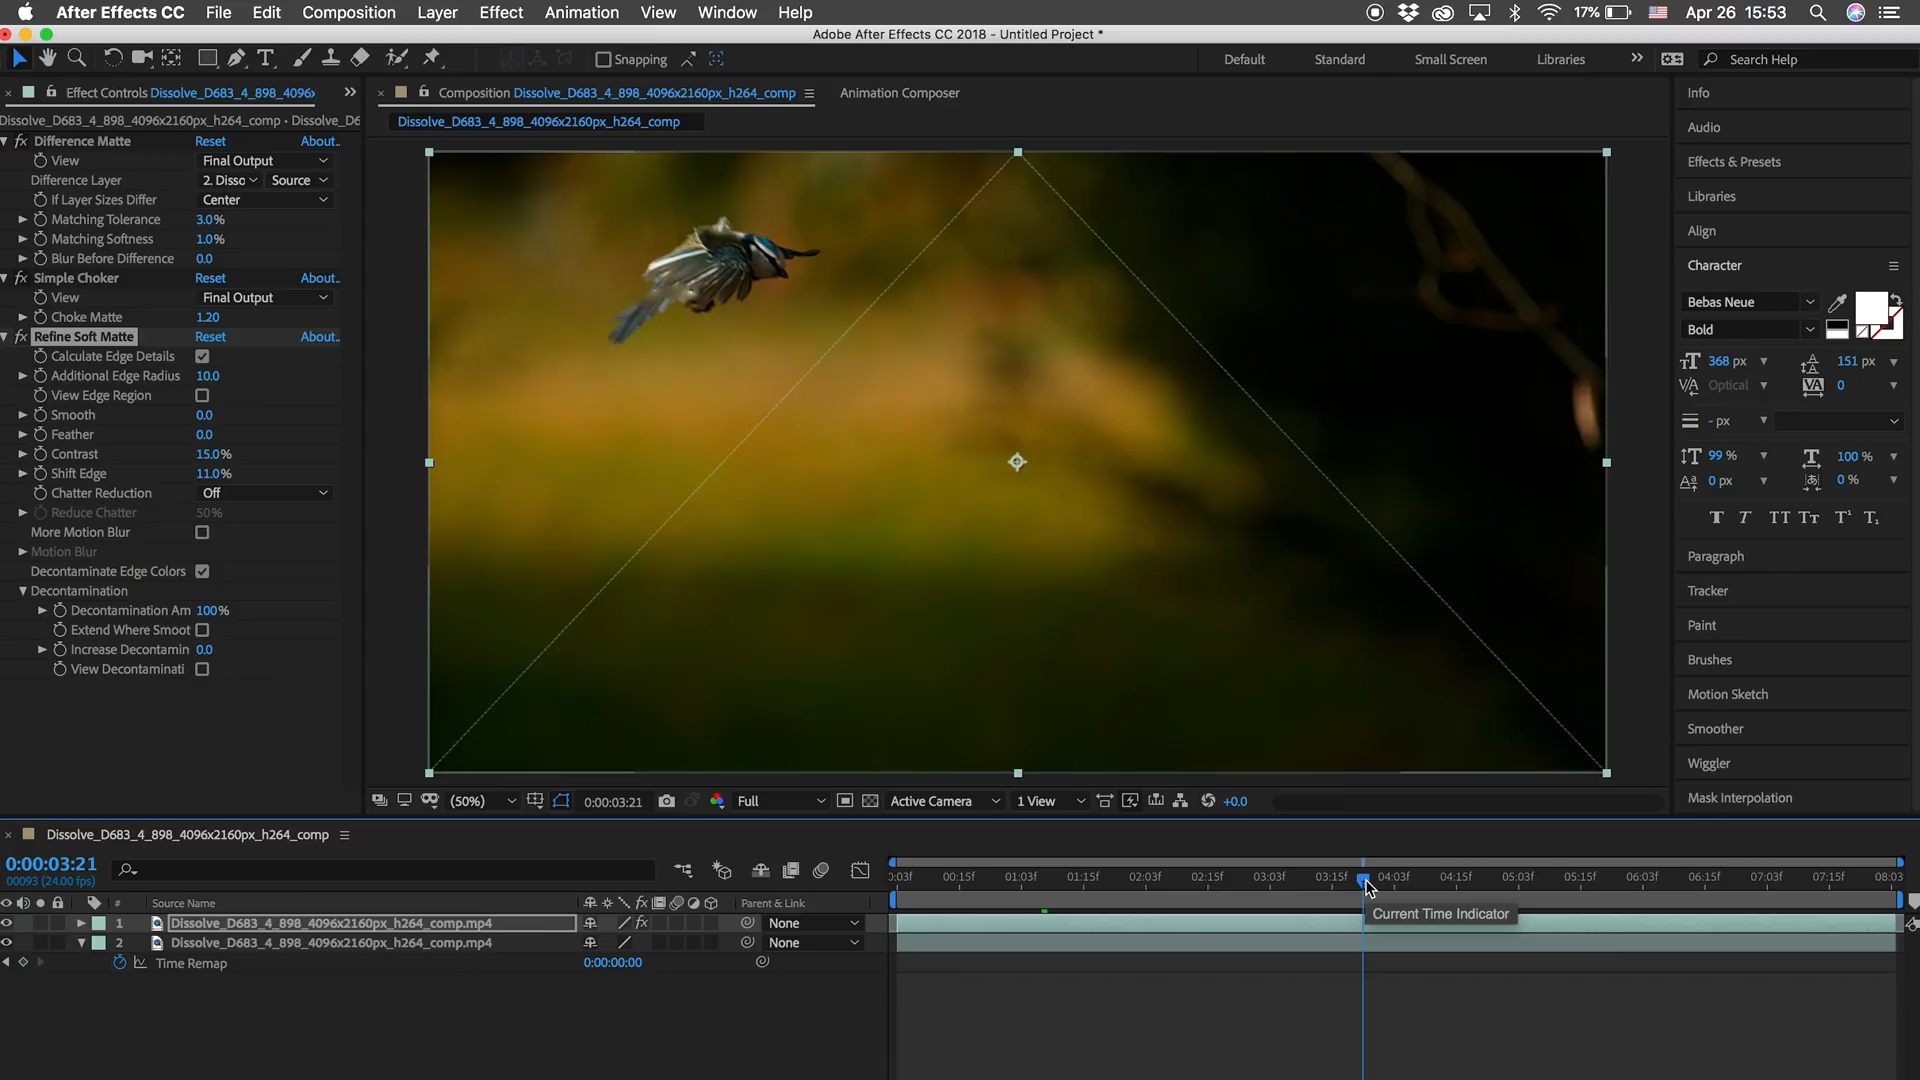 After Effects CC File Edit Composition Layer Effect Animation View Window Help 17% Apr 26 15:53
Adobe After Effects CC 2018 - Untitled Project *
Snapping Default Standard Small Screen Libraries Search Help
Effect Controls Dissolve_D683_4_898_4096x
Dissolve_D683_4_898_4096x2160px_h264_comp • Dissolve_D6
Difference Matte Reset About..
View Final Output
Difference Layer 2. Disso Source
If Layer Sizes Differ Center
Matching Tolerance 3.0%
Matching Softness 1.0%
Blur Before Difference 0.0
Simple Choker Reset About..
View Final Output
Choke Matte 1.20
Refine Soft Matte Reset About..
Calculate Edge Details
Additional Edge Radius 10.0
View Edge Region
Smooth 0.0
Feather 0.0
Contrast 15.0%
Shift Edge 11.0%
Chatter Reduction Off
Reduce Chatter 50%
More Motion Blur
Motion Blur
Decontaminate Edge Colors
Decontamination
Decontamination Am 100%
Extend Where Smoot
Increase Decontamin 0.0
View Decontaminati
Composition Dissolve_D683_4_898_4096x2160px_h264_comp Animation Composer
Dissolve_D683_4_898_4096x2160px_h264_comp
(50%) 0:00:03:21 Full Active Camera 1 View +0.0
Info
Audio
Effects & Presets
Libraries
Align
Character
Bebas Neue
Bold
368 px 151 px
Optical 0
- px
99 % 100 %
0 px 0 %
Paragraph
Tracker
Paint
Brushes
Motion Sketch
Smoother
Wiggler
Mask Interpolation
Dissolve_D683_4_898_4096x2160px_h264_comp
0:00:03:21
00093 (24.00 fps)
0:03f 00:15f 01:03f 01:15f 02:03f 02:15f 03:03f 03:15f 04:03f 04:15f 05:03f 05:15f 06:03f 06:15f 07:03f 07:15f 08:03
# Source Name Parent & Link
1 Dissolve_D683_4_898_4096x2160px_h264_comp.mp4 None
2 Dissolve_D683_4_898_4096x2160px_h264_comp.mp4 None
Time Remap 0:00:00:00
Current Time Indicator